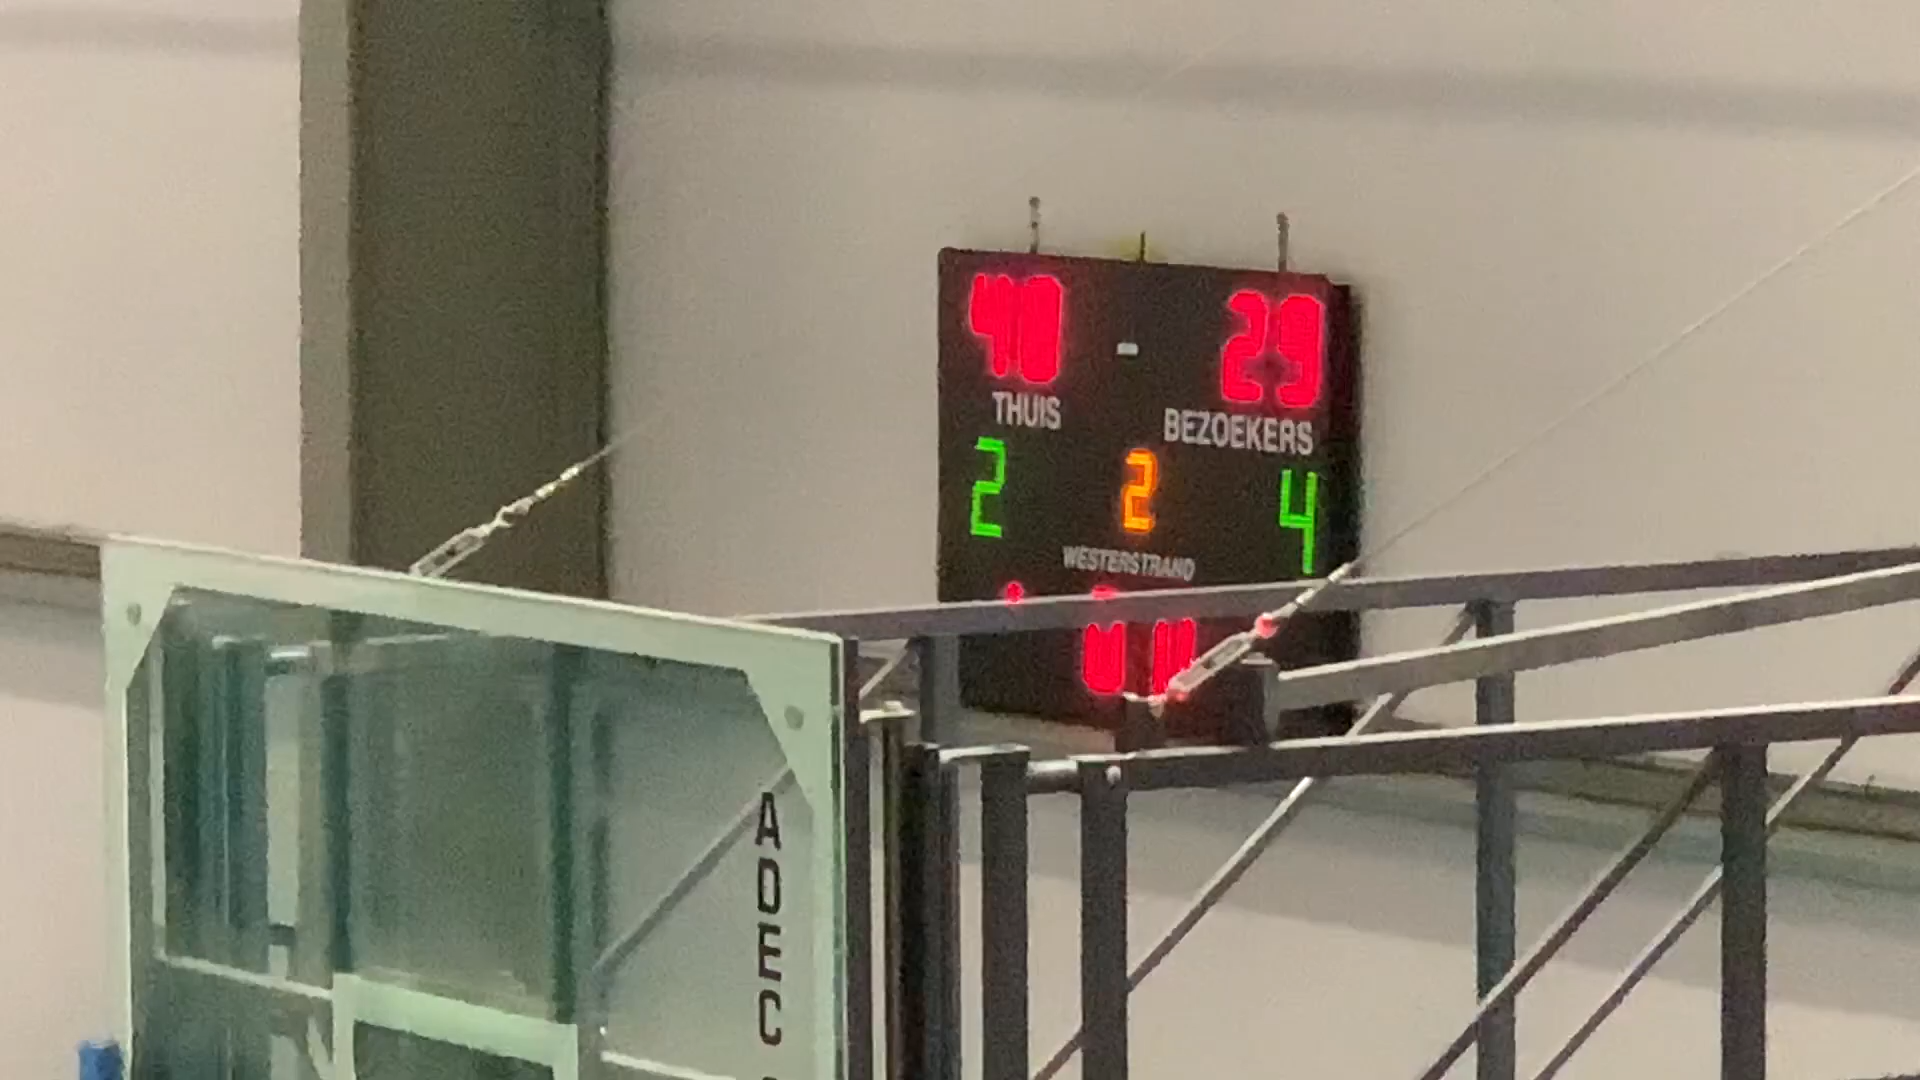 40 - 29
THUIS BEZOEKERS
2 2 4
WESTERSTRAND
ADEC